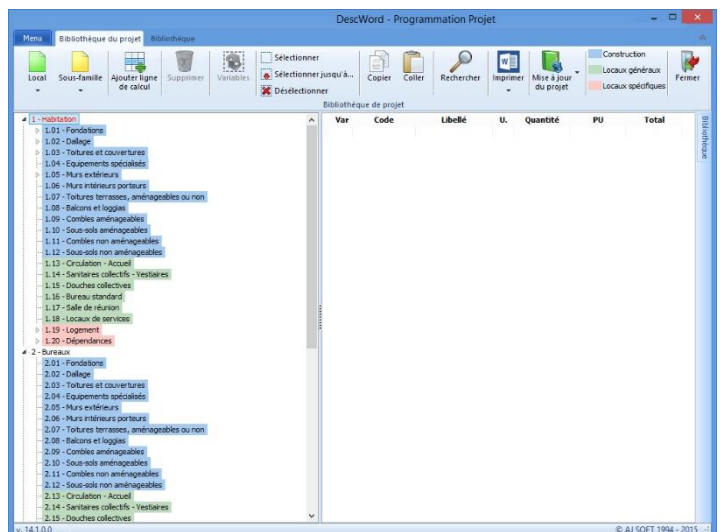 DescWord - Programmation Projet
Menu Bibliothèque du projet Bibliothèque
Local Sous-famille Ajouter ligne de calcul Supprimer Variables Sélectionner Sélectionner jusqu'à... Désélectionner Copier Coller Rechercher Imprimer Mise à jour du projet Construction Locaux généraux Locaux spécifiques Fermer
Bibliothèque de projet
Var Code Libellé U. Quantité PU Total
Bibliothèque
1 - Habitation
1.01 - Fondations
1.02 - Dallage
1.03 - Toitures et couvertures
1.04 - Equipements spécialisés
1.05 - Murs extérieurs
1.06 - Murs intérieurs porteurs
1.07 - Toitures terrasses, aménageables ou non
1.08 - Balcons et loggias
1.09 - Combles aménageables
1.10 - Sous-sols aménageables
1.11 - Combles non aménageables
1.12 - Sous-sols non aménageables
1.13 - Circulation - Accueil
1.14 - Sanitaires collectifs - Vestiaires
1.15 - Douches collectives
1.16 - Bureau standard
1.17 - Salle de réunion
1.18 - Locaux de services
1.19 - Logement
1.20 - Dépendances
2 - Bureaux
2.01 - Fondations
2.02 - Dallage
2.03 - Toitures et couvertures
2.04 - Equipements spécialisés
2.05 - Murs extérieurs
2.06 - Murs intérieurs porteurs
2.07 - Toitures terrasses, aménageables ou non
2.08 - Balcons et loggias
2.09 - Combles aménageables
2.10 - Sous-sols aménageables
2.11 - Combles non aménageables
2.12 - Sous-sols non aménageables
2.13 - Circulation - Accueil
2.14 - Sanitaires collectifs - Vestiaires
2.15 - Douches collectives
v. 14.1.0.0 © ALSOFT 1994 - 2015